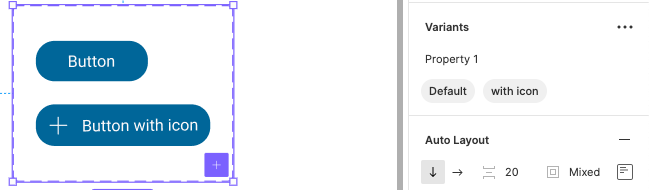 Button
Button with icon
Variants
Property 1
Default with icon
Auto Layout
20 Mixed